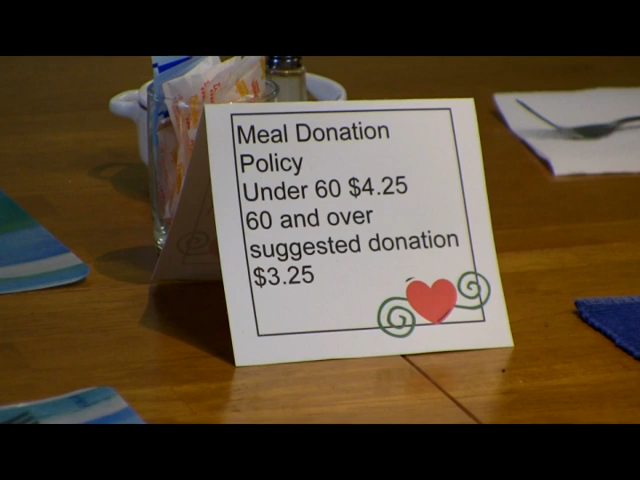 Meal Donation
Policy
Under 60 $4.25
60 and over
suggested donation
$3.25